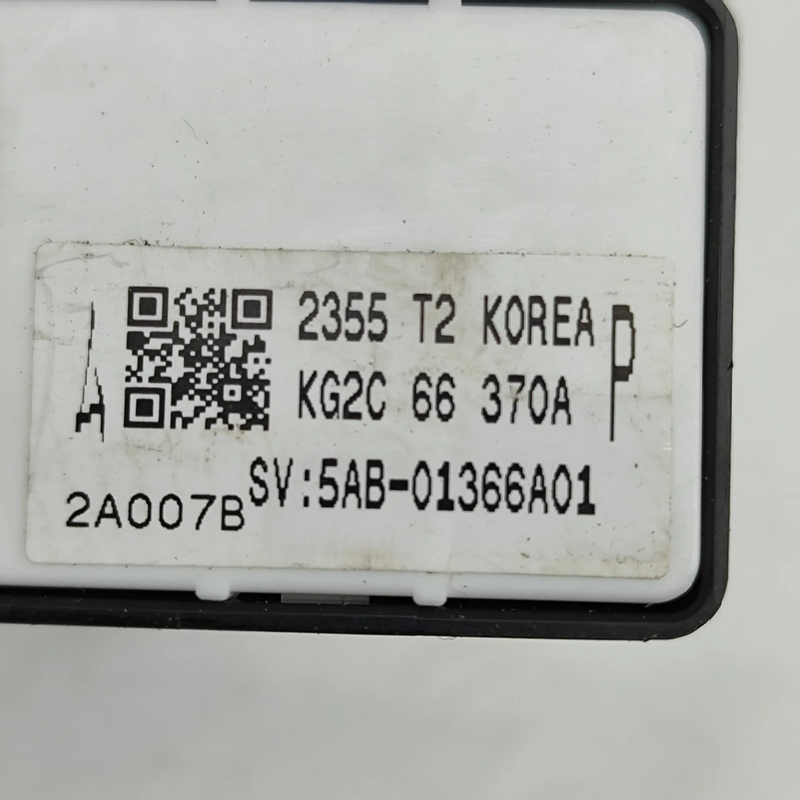 A
2355 T2 KOREA
P
KG2C 66 370A
SV:5AB-01366A01
2A007B